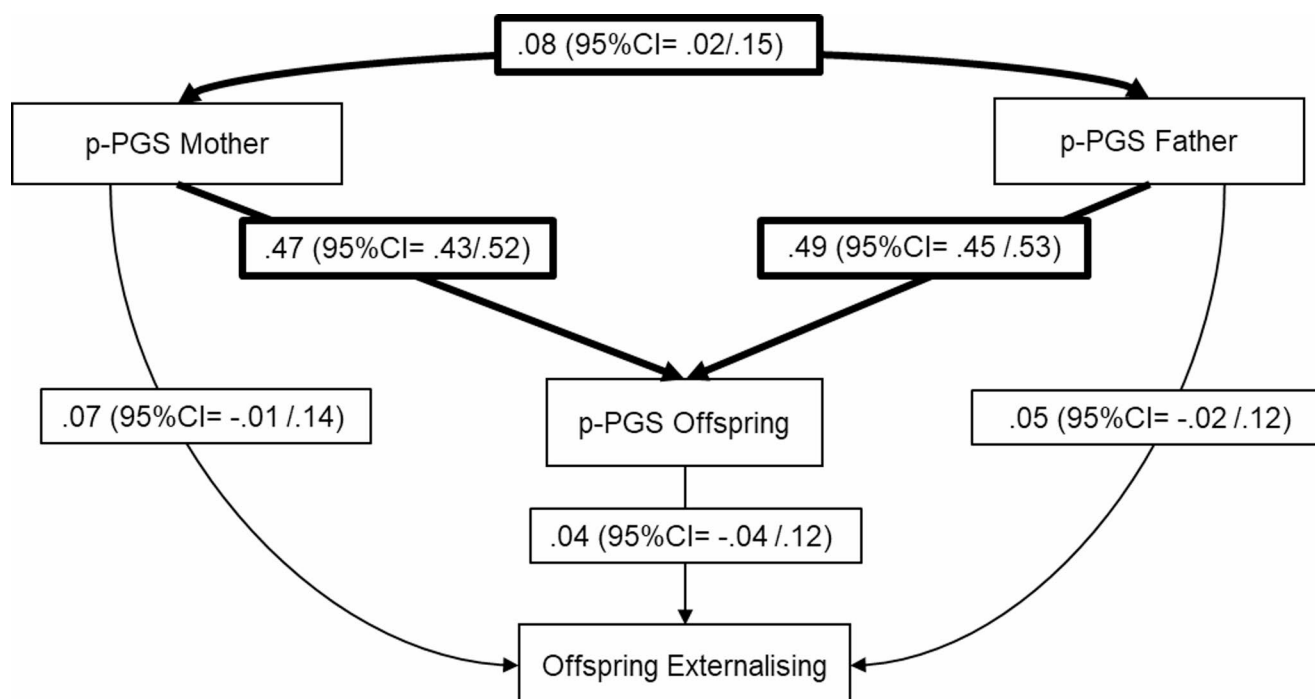 .08 (95%CI= .02/.15)
p-PGS Mother
p-PGS Father
.47 (95%CI= .43/.52)
.49 (95%CI= .45 /.53)
.07 (95%CI= -.01 /.14)
p-PGS Offspring
.05 (95%CI= -.02 /.12)
.04 (95%CI= -.04 /.12)
Offspring Externalising